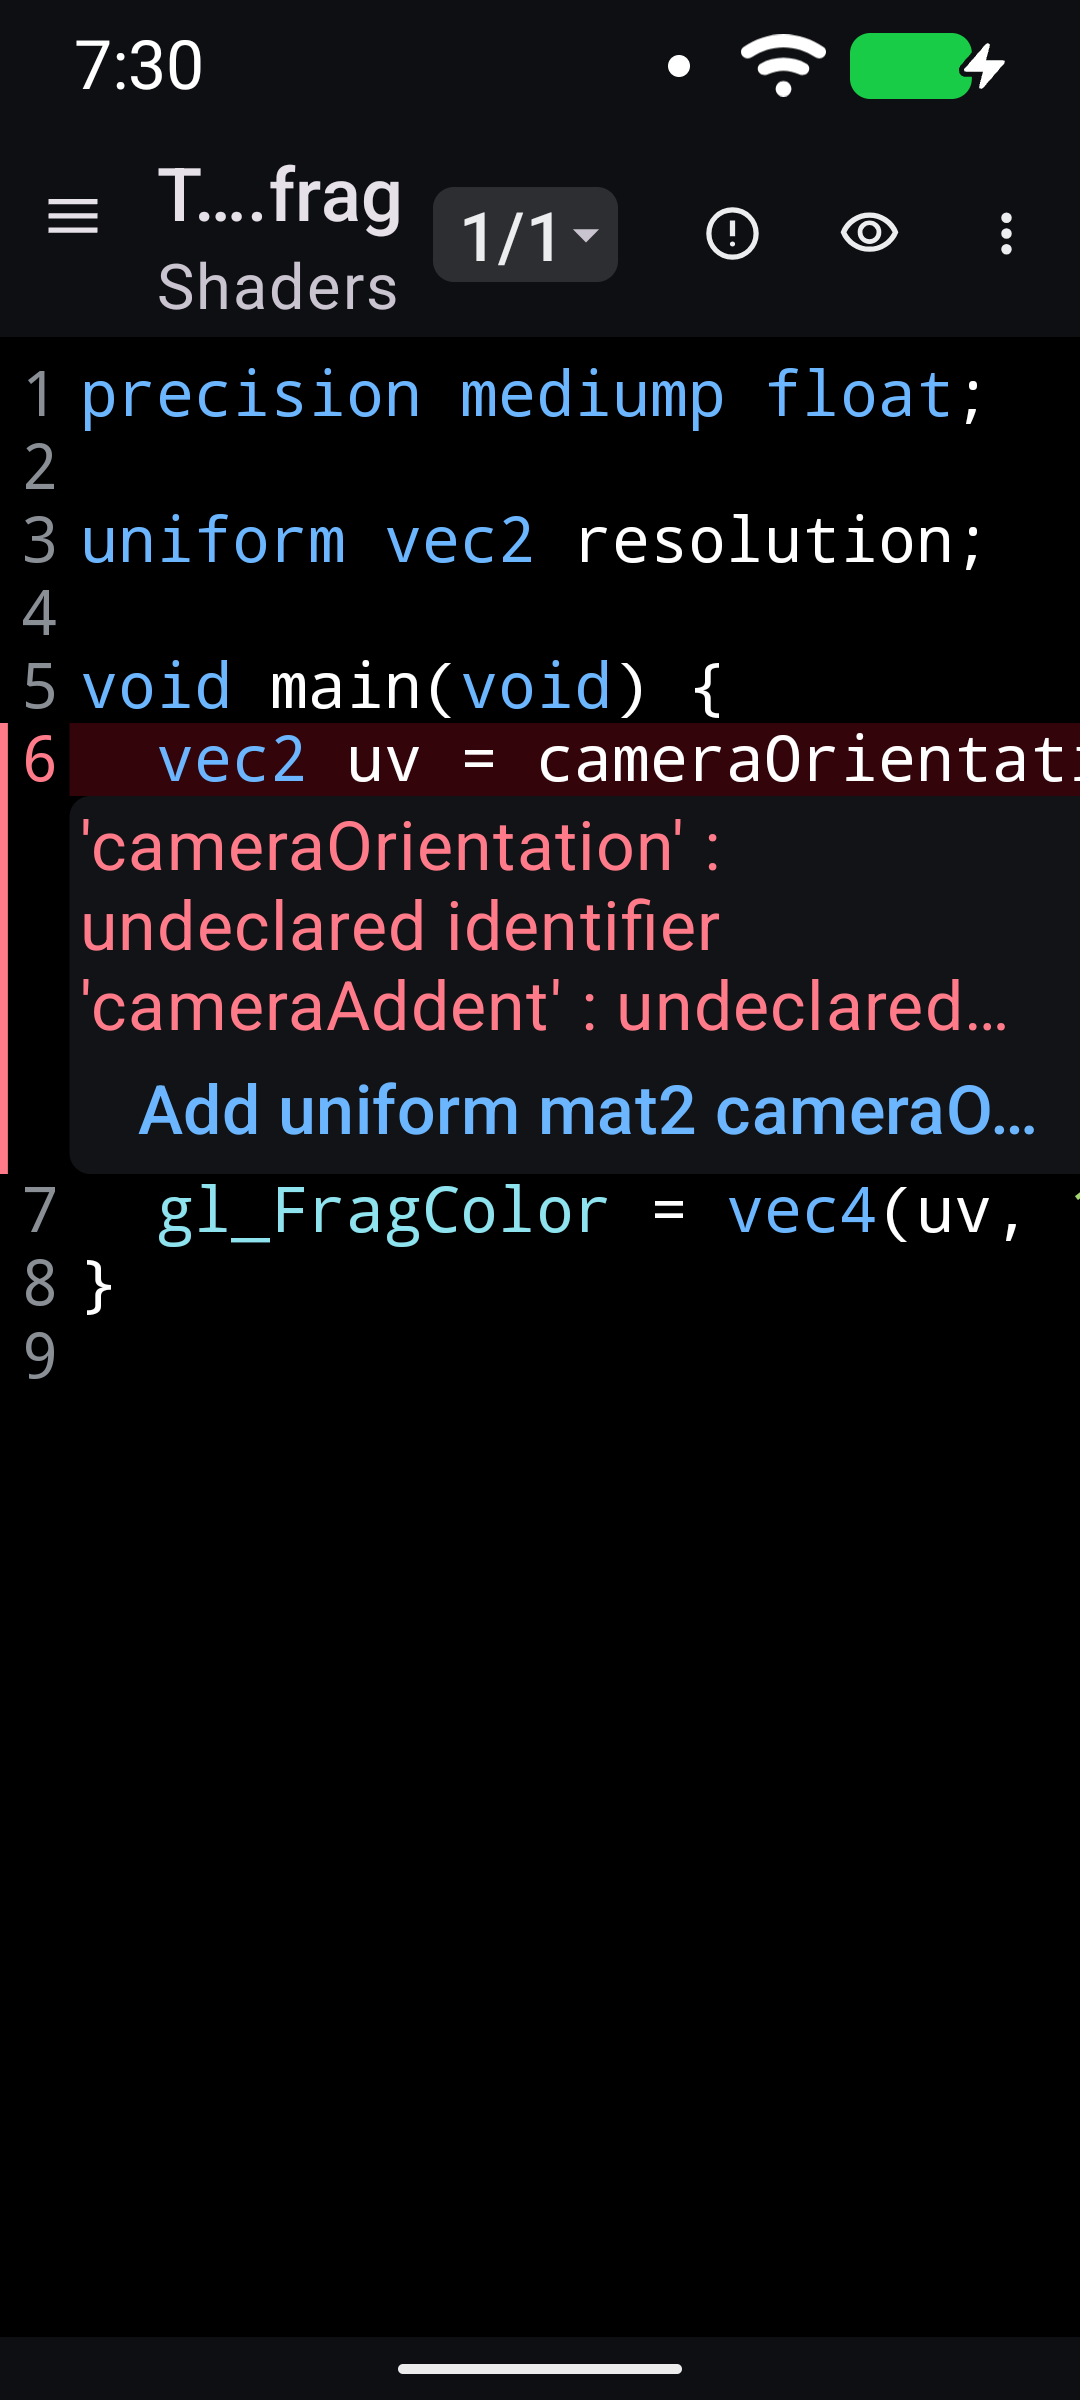 7:30
T….frag
Shaders
1/1
1 precision mediump float;
2
3 uniform vec2 resolution;
4
5 void main(void) {
6   vec2 uv = cameraOrientati
'cameraOrientation' :
undeclared identifier
'cameraAddent' : undeclared…
Add uniform mat2 cameraO…
7   gl_FragColor = vec4(uv,
8 }
9